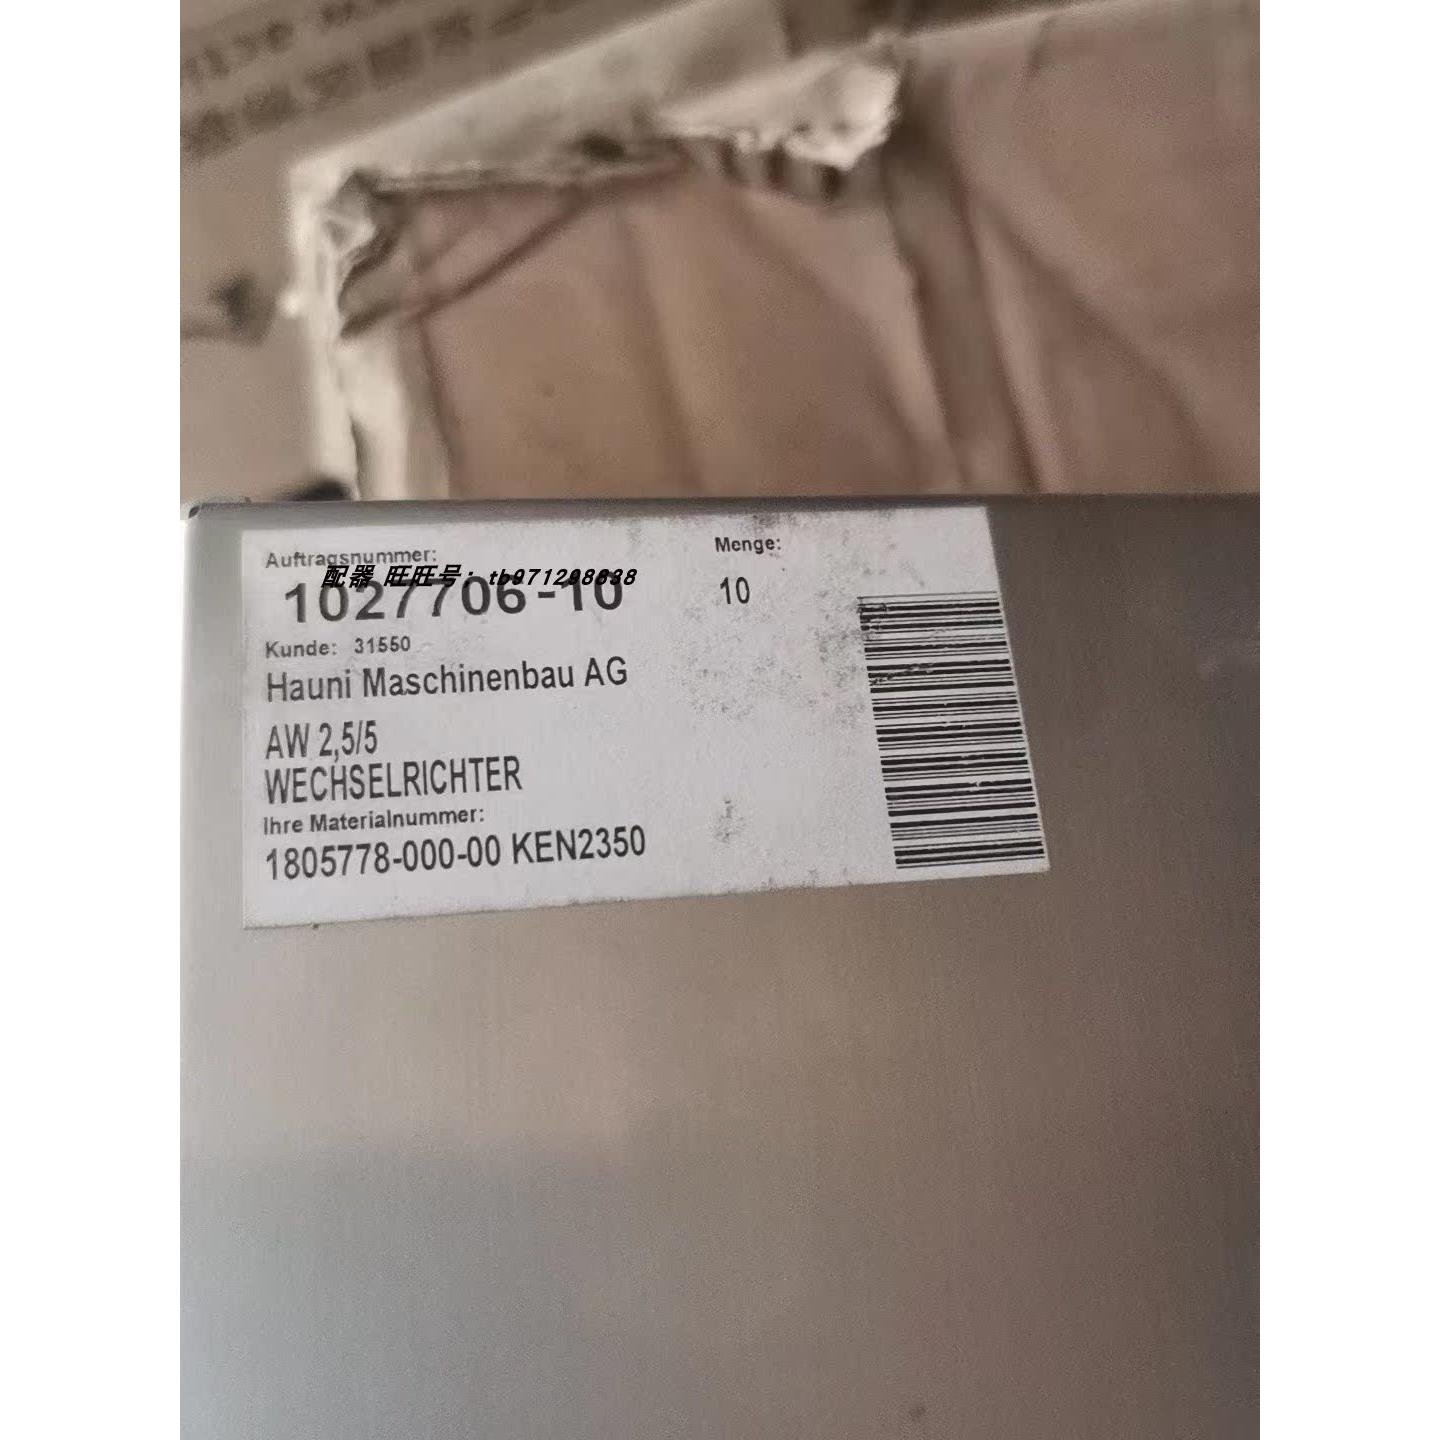 Auftragsnummer:
配器 旺旺号: tb971298838
1027706-10
Menge:
10
Kunde: 31550
Hauni Maschinenbau AG
AW 2,5/5
WECHSELRICHTER
Ihre Materialnummer:
1805778-000-00 KEN2350